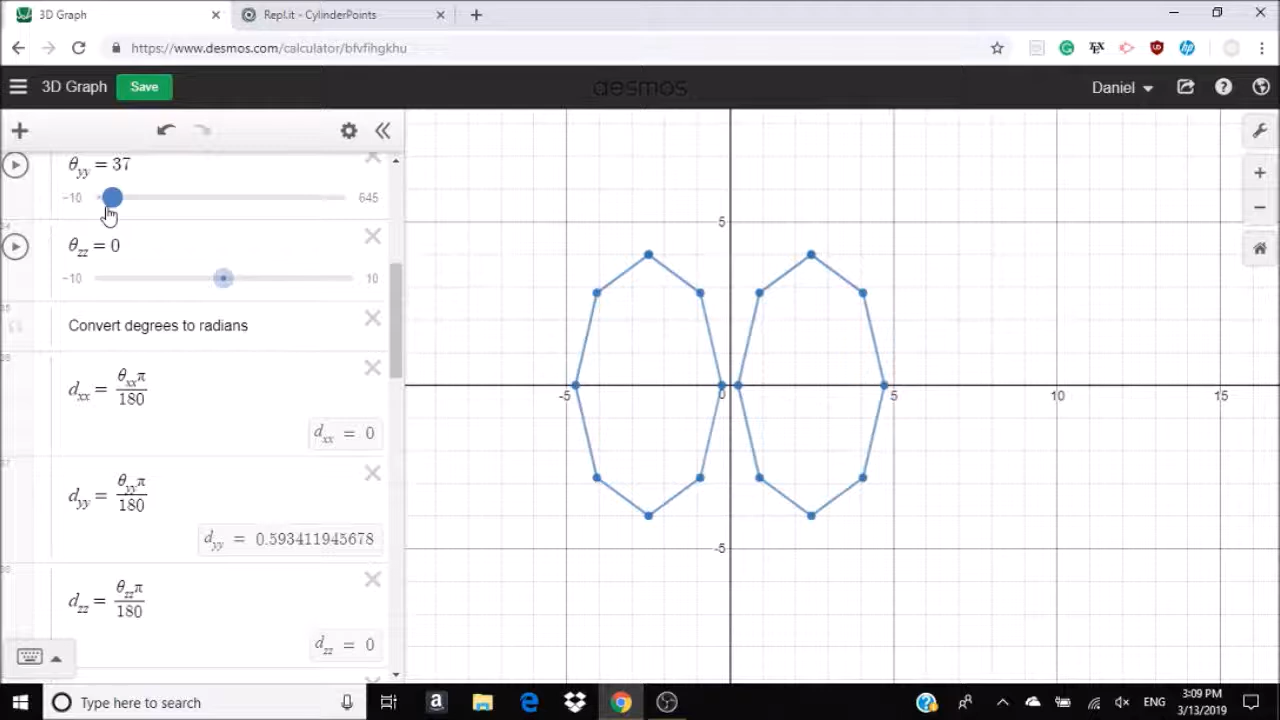 3D Graph
Repl.it - CylinderPoints
https://www.desmos.com/calculator/bfvfihgkhu
3D Graph
Save
desmos
Daniel
θyy = 37
-10
645
θzz = 0
-10
10
Convert degrees to radians
dxx = θxxπ / 180
dxx = 0
dyy = θyyπ / 180
dyy = 0.593411945678
dzz = θzzπ / 180
dzz = 0
5
-5
0
5
10
15
-5
Type here to search
ENG
3:09 PM
3/13/2019